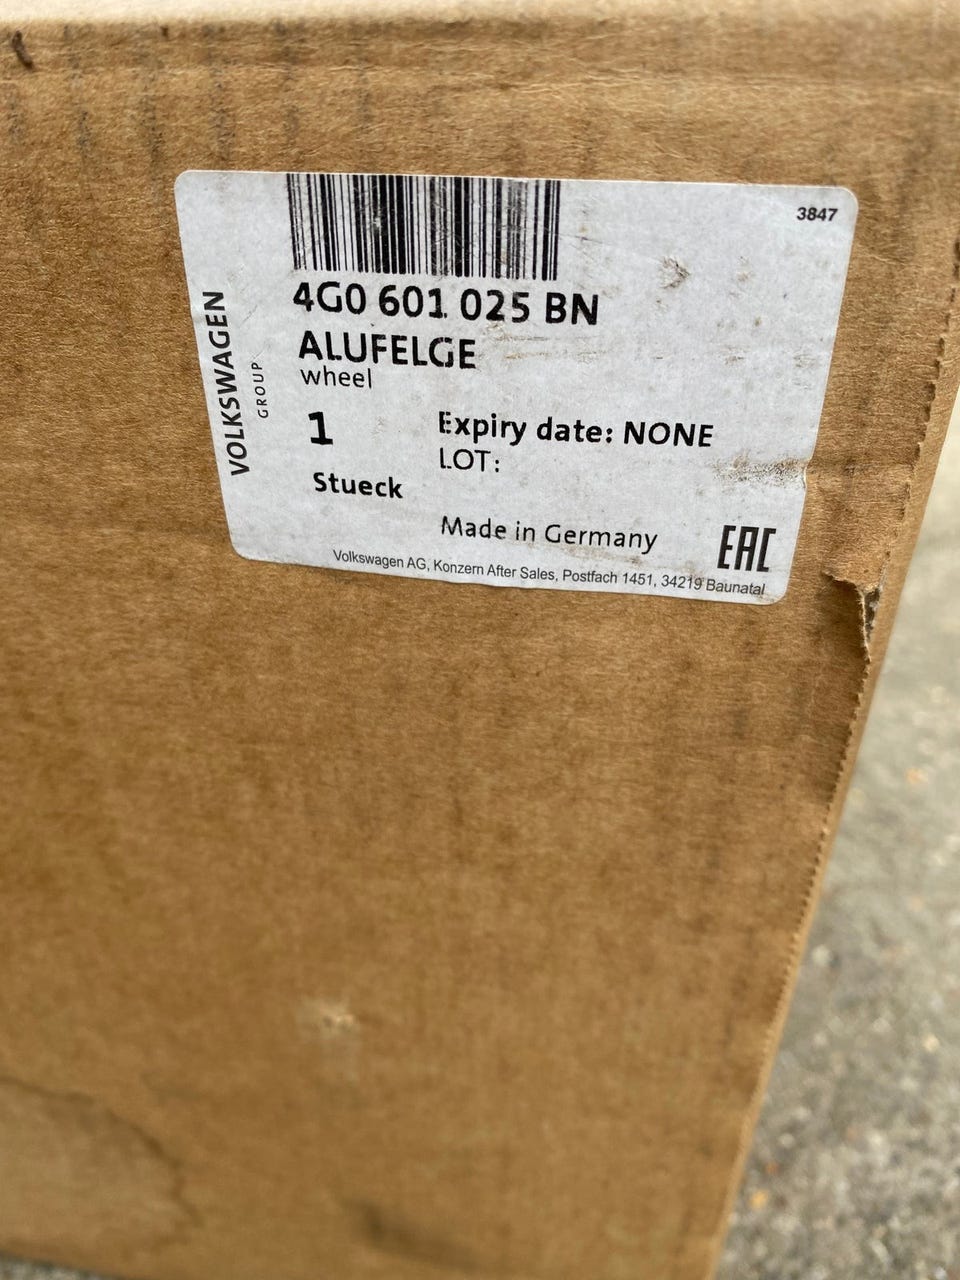 3847
4G0 601 025 BN
ALUFELGE
wheel
VOLKSWAGEN
GROUP
1
Stueck
Expiry date: NONE
LOT:
Made in Germany
EAC
Volkswagen AG, Konzern After Sales, Postfach 1451, 34219 Baunatal